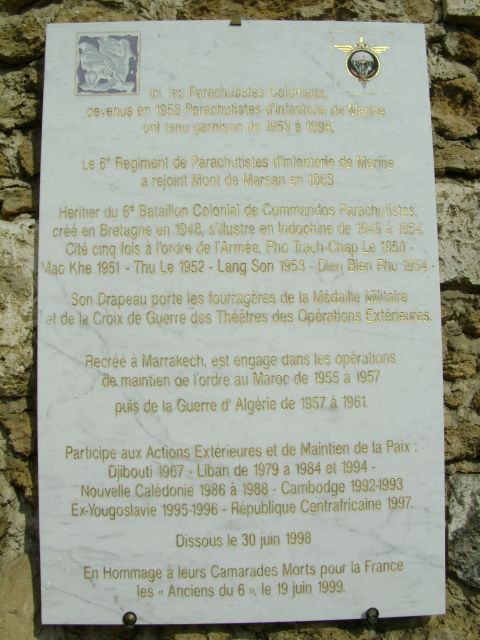 Ici, les Parachutistes Coloniaux,
devenus en 1958 Parachutistes d'Infanterie de Marine
ont tenu garnison de 1953 à 1998.
Le 6e Regiment de Parachutistes d'Infanterie de Marine
a rejoint Mont de Marsan en 1963
Héritier du 6e Bataillon Colonial de Commandos Parachutistes,
créé en Bretagne en 1948, s'illustre en Indochine de 1949 à 1954.
Cité cinq fois à l'ordre de l'Armée, Pho Trach-Chap Le 1950 -
Mao Khe 1951 - Thu Le 1952 - Lang Son 1953 - Dien Bien Phu 1954 -
Son Drapeau porte les fourragères de la Médaille Militaire
et de la Croix de Guerre des Théâtres des Opérations Extérieures.
Recréé à Marrakech, est engagé dans les opérations
de maintien de l'ordre au Maroc de 1955 à 1957
puis de la Guerre d'Algérie de 1957 à 1961.
Participe aux Actions Extérieures et de Maintien de la Paix :
Djibouti 1967 - Liban de 1979 à 1984 et 1994 -
Nouvelle Calédonie 1986 à 1988 - Cambodge 1992-1993
Ex-Yougoslavie 1995-1996 - République Centrafricaine 1997.
Dissous le 30 juin 1998
En Hommage à leurs Camarades Morts pour la France
les « Anciens du 6 », le 19 juin 1999.